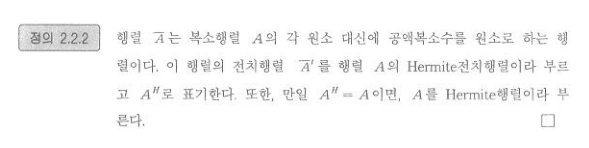 정의 2.2.2 행렬 A̅는 복소행렬 A의 각 원소 대신에 공액복소수를 원소로 하는 행
렬이다. 이 행렬의 전치행렬 A̅ᵗ를 행렬 A의 Hermite전치행렬이라 부르
고 Aᴴ로 표기한다. 또한, 만일 Aᴴ = A이면, A를 Hermite행렬이라 부
른다. □